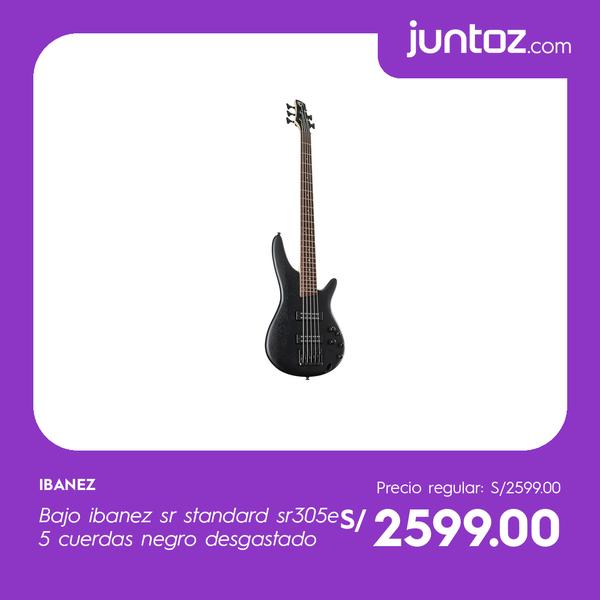 juntoz.com
IBANEZ
Bajo ibanez sr standard sr305e
5 cuerdas negro desgastado
Precio regular: S/2599.00
S/ 2599.00